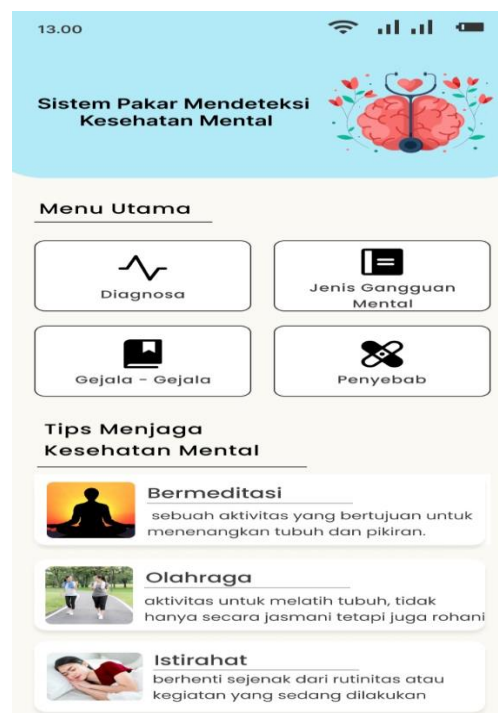 13.00
Sistem Pakar Mendeteksi
Kesehatan Mental
Menu Utama
Diagnosa
Jenis Gangguan
Mental
Gejala - Gejala
Penyebab
Tips Menjaga
Kesehatan Mental
Bermeditasi
sebuah aktivitas yang bertujuan untuk
menenangkan tubuh dan pikiran.
Olahraga
aktivitas untuk melatih tubuh, tidak
hanya secara jasmani tetapi juga rohani
Istirahat
berhenti sejenak dari rutinitas atau
kegiatan yang sedang dilakukan